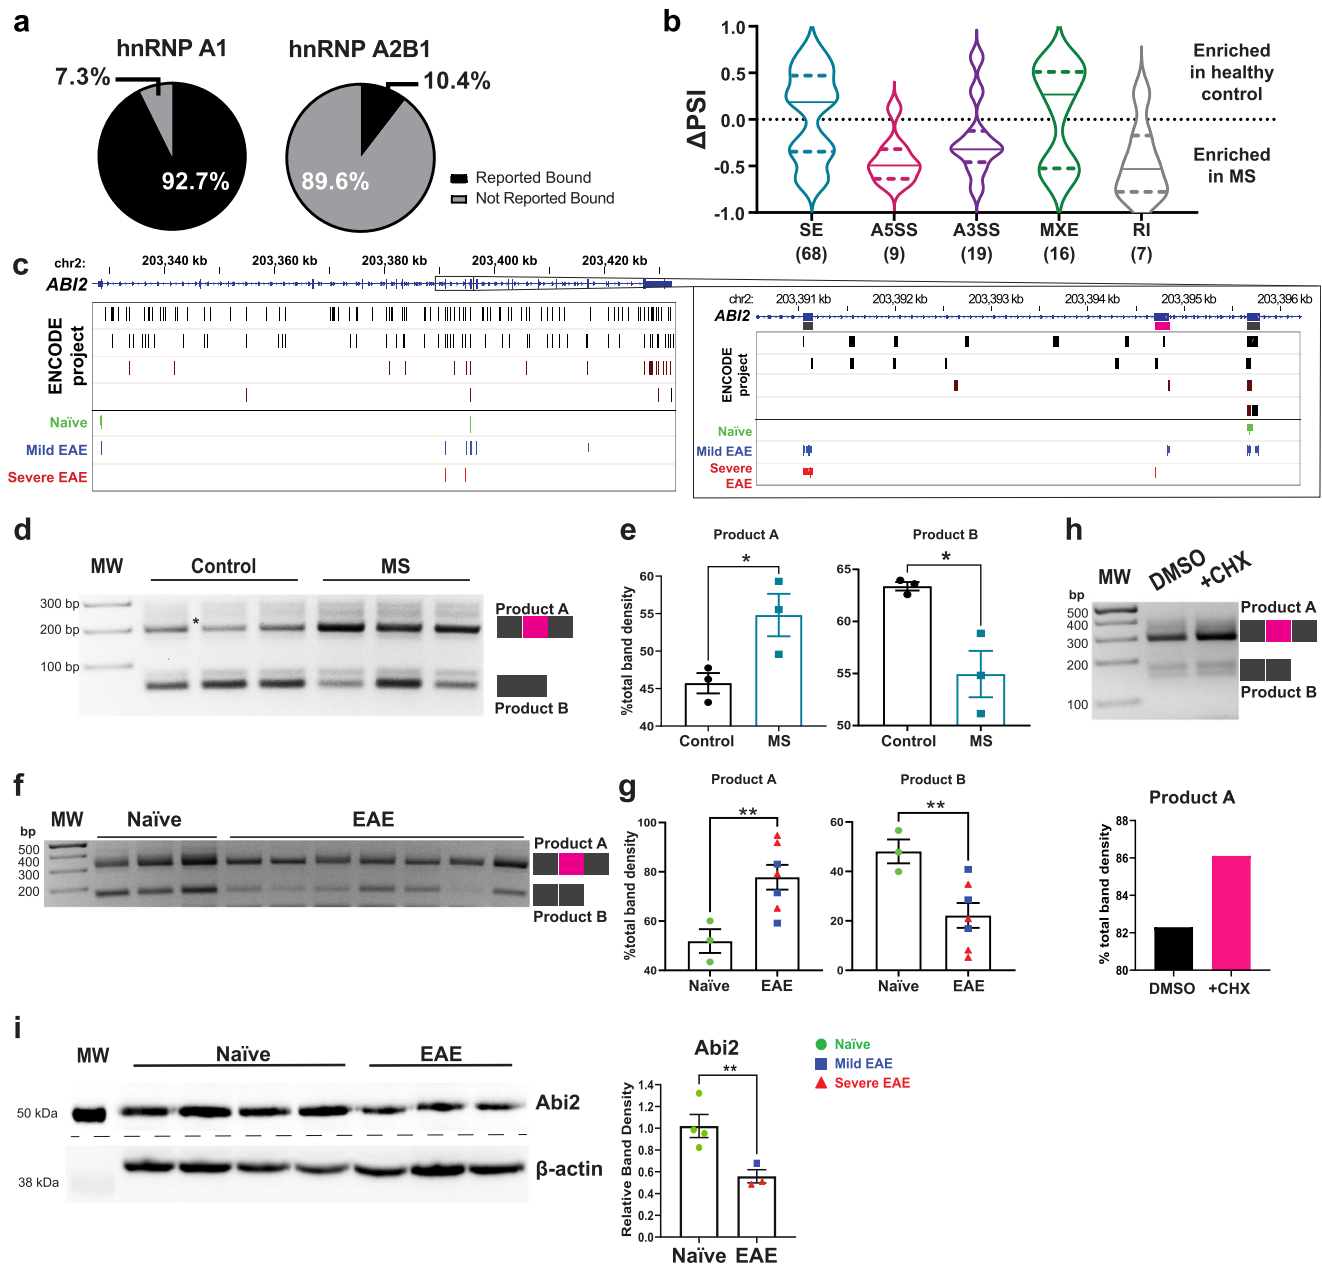 a
hnRNP A1
hnRNP A2B1
7.3%
10.4%
92.7%
89.6%
Reported Bound
Not Reported Bound
b
ΔPSI
1.0
0.5
0.0
-0.5
-1.0
Enriched
in healthy
control
Enriched
in MS
SE
A5SS
A3SS
MXE
RI
(68)
(9)
(19)
(16)
(7)
c
chr2:
203,340 kb
203,360 kb
203,380 kb
203,400 kb
203,420 kb
ABI2
ENCODE
project
Naïve
Mild EAE
Severe EAE
chr2:
203,391 kb
203,392 kb
203,393 kb
203,394 kb
203,395 kb
203,396 kb
ABI2
ENCODE
project
Naïve
Mild EAE
Severe
EAE
d
MW
Control
MS
300 bp
200 bp
100 bp
*
Product A
Product B
e
Product A
%total band density
60
55
50
45
40
*
Control
MS
Product B
65
60
55
50
*
Control
MS
h
MW
DMSO
+CHX
bp
500
400
300
200
100
Product A
Product B
f
MW
Naïve
EAE
bp
500
400
300
200
Product A
Product B
g
Product A
%total band density
100
80
60
40
**
Naïve
EAE
Product B
60
40
20
0
**
Naïve
EAE
Product A
% total band density
88
86
84
82
80
DMSO
+CHX
i
MW
Naïve
EAE
50 kDa
38 kDa
Abi2
β-actin
Abi2
Relative Band Density
1.4
1.2
1.0
0.8
0.6
0.4
0.2
0.0
**
Naïve
EAE
Naïve
Mild EAE
Severe EAE